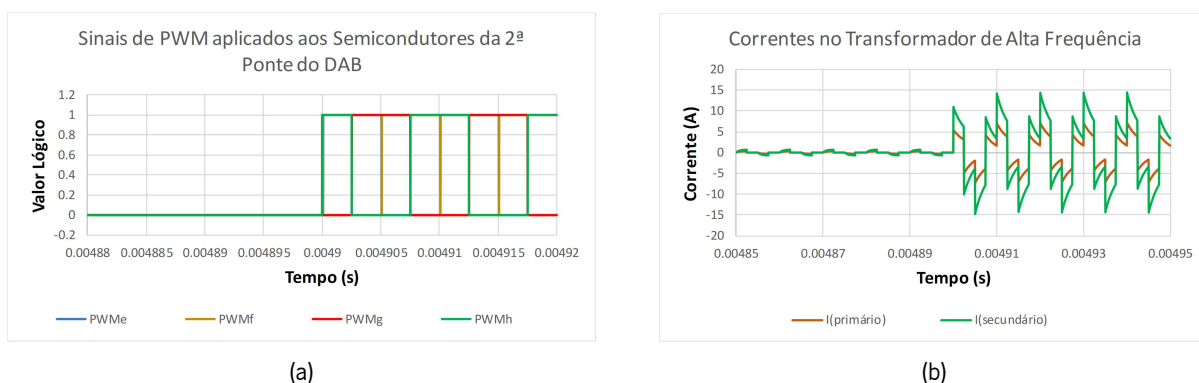 Sinais de PWM aplicados aos Semicondutores da 2ª
Ponte do DAB
Valor Lógico
1.2
1
0.8
0.6
0.4
0.2
0
-0.2
0.00488 0.004885 0.00489 0.004895 0.0049 0.004905 0.00491 0.004915 0.00492
Tempo (s)
PWMe PWMf PWMg PWMh
(a)
Correntes no Transformador de Alta Frequência
Corrente (A)
20
15
10
5
0
-5
-10
-15
-20
0.00485 0.00487 0.00489 0.00491 0.00493 0.00495
Tempo (s)
I(primário) I(secundário)
(b)